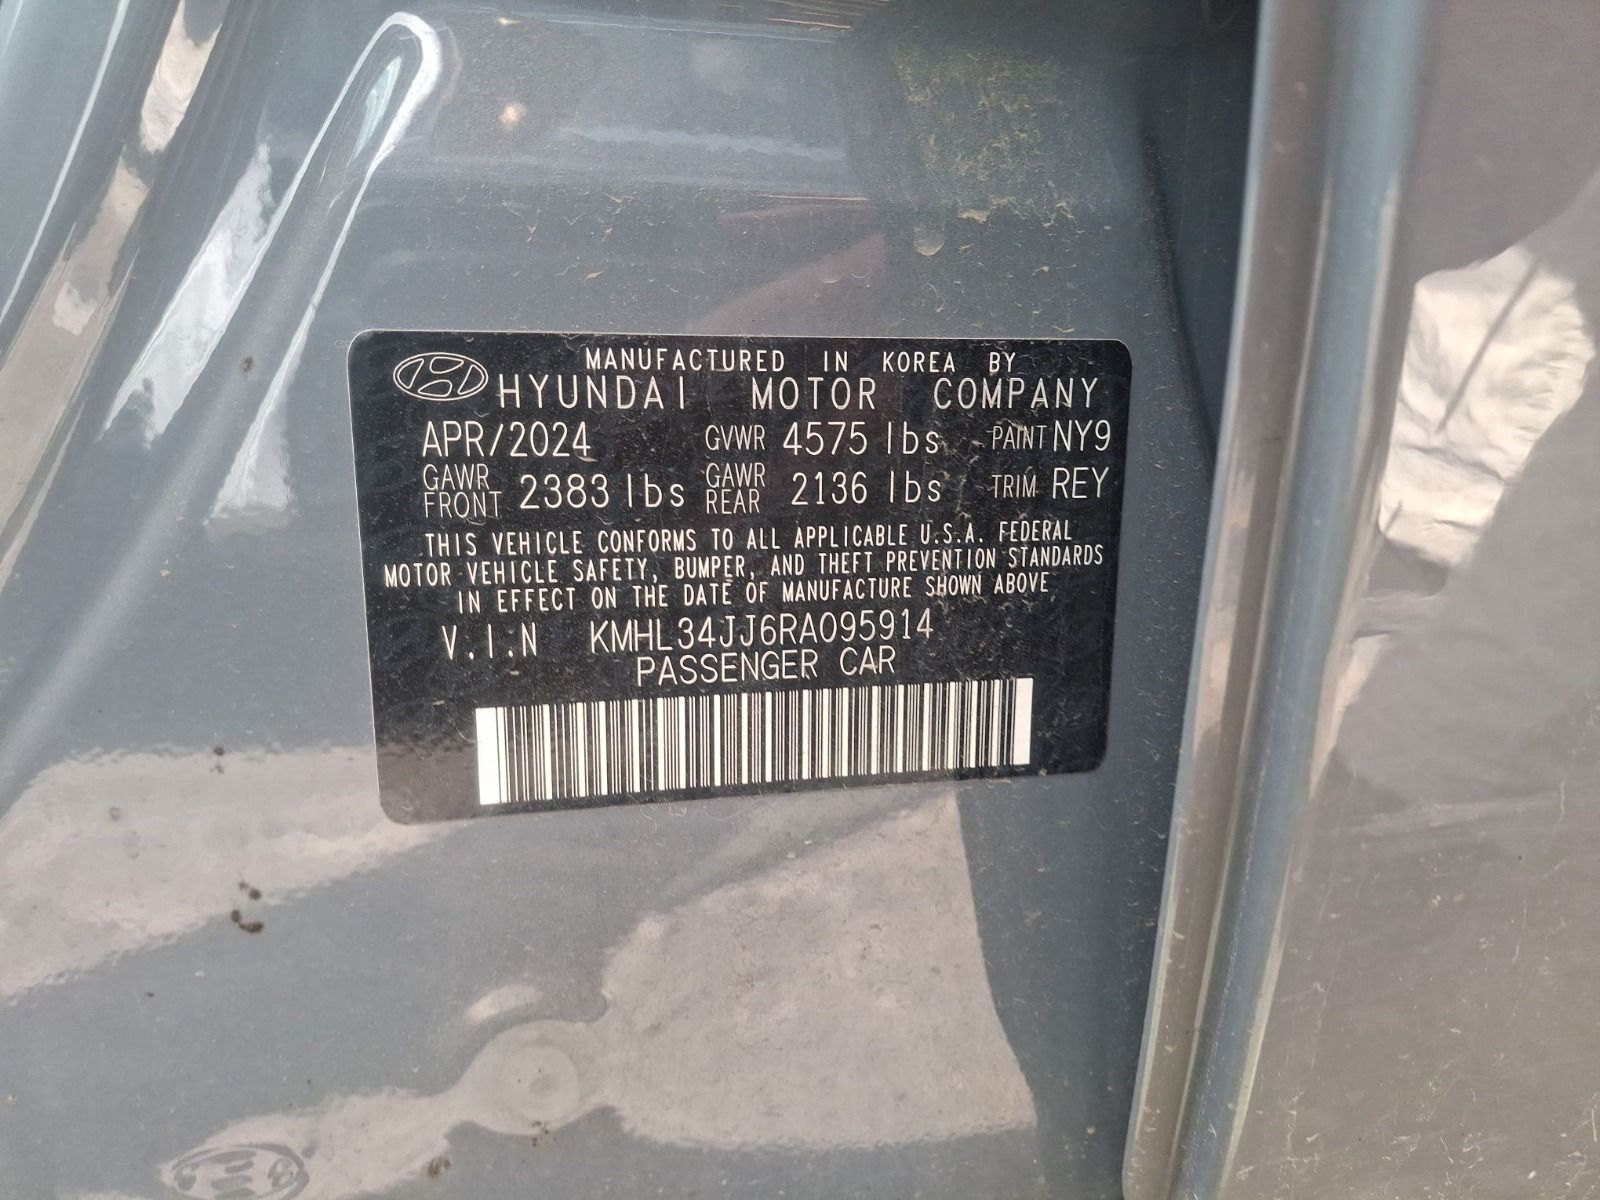 MANUFACTURED IN KOREA BY
HYUNDAI MOTOR COMPANY
APR/2024 GVWR 4575 lbs PAINT NY9
GAWR FRONT 2383 lbs GAWR REAR 2136 lbs TRIM REY
THIS VEHICLE CONFORMS TO ALL APPLICABLE U.S.A. FEDERAL
MOTOR VEHICLE SAFETY, BUMPER, AND THEFT PREVENTION STANDARDS
IN EFFECT ON THE DATE OF MANUFACTURE SHOWN ABOVE
V.I.N KMHL34JJ6RA095914
PASSENGER CAR